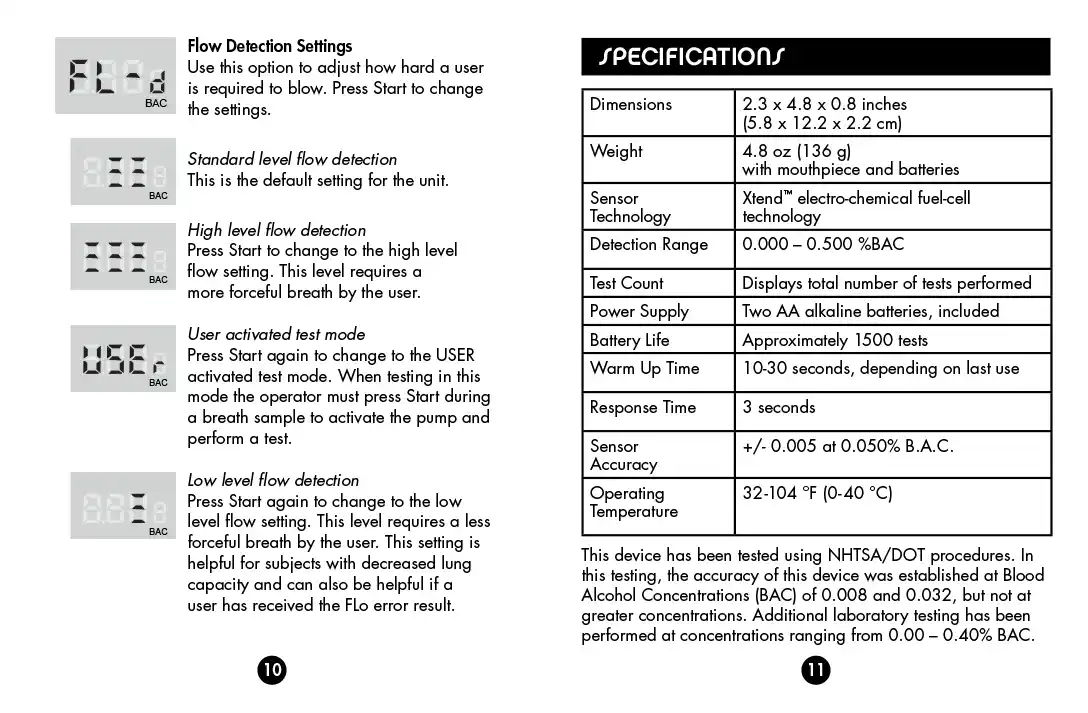 FL-d
BAC
Flow Detection Settings
Use this option to adjust how hard a user
is required to blow. Press Start to change
the settings.
BAC
Standard level flow detection
This is the default setting for the unit.
BAC
High level flow detection
Press Start to change to the high level
flow setting. This level requires a
more forceful breath by the user.
USEr
BAC
User activated test mode
Press Start again to change to the USER
activated test mode. When testing in this
mode the operator must press Start during
a breath sample to activate the pump and
perform a test.
BAC
Low level flow detection
Press Start again to change to the low
level flow setting. This level requires a less
forceful breath by the user. This setting is
helpful for subjects with decreased lung
capacity and can also be helpful if a
user has received the FLo error result.
10
SPECIFICATIONS
Dimensions 2.3 x 4.8 x 0.8 inches
(5.8 x 12.2 x 2.2 cm)
Weight 4.8 oz (136 g)
with mouthpiece and batteries
Sensor Xtend™ electro-chemical fuel-cell
Technology technology
Detection Range 0.000 – 0.500 %BAC
Test Count Displays total number of tests performed
Power Supply Two AA alkaline batteries, included
Battery Life Approximately 1500 tests
Warm Up Time 10-30 seconds, depending on last use
Response Time 3 seconds
Sensor +/- 0.005 at 0.050% B.A.C.
Accuracy
Operating 32-104 ºF (0-40 ºC)
Temperature
This device has been tested using NHTSA/DOT procedures. In
this testing, the accuracy of this device was established at Blood
Alcohol Concentrations (BAC) of 0.008 and 0.032, but not at
greater concentrations. Additional laboratory testing has been
performed at concentrations ranging from 0.00 – 0.40% BAC.
11